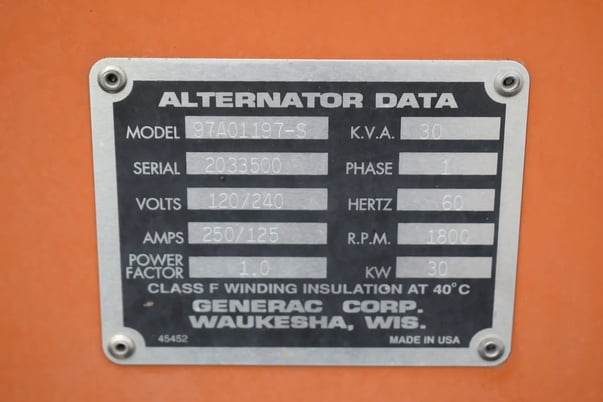 ALTERNATOR DATA
MODEL 97A01197-S K.V.A. 30
SERIAL 2033500 PHASE 1
VOLTS 120/240 HERTZ 60
AMPS 250/125 R.P.M. 1800
POWER FACTOR 1.0 KW 30
CLASS F WINDING INSULATION AT 40°C
GENERAC CORP.
WAUKESHA, WIS.
45452 MADE IN USA